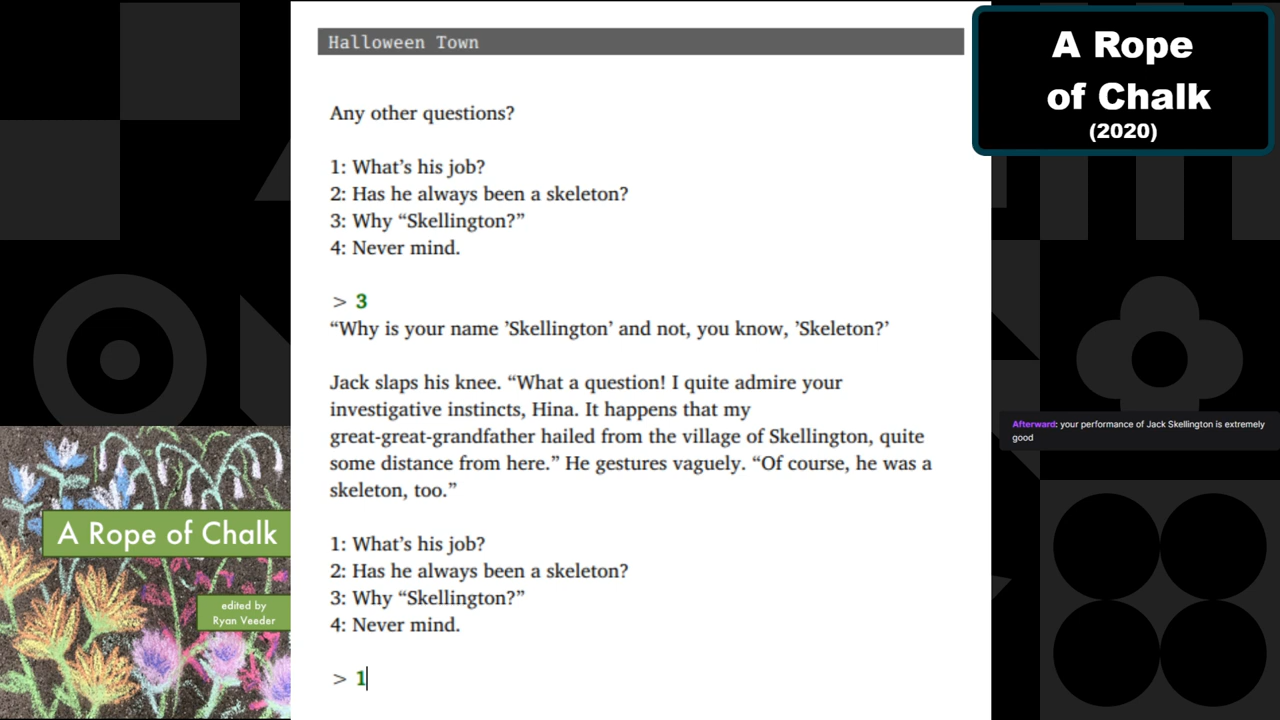 Halloween Town
Any other questions?
1: What’s his job?
2: Has he always been a skeleton?
3: Why “Skellington?”
4: Never mind.
> 3
“Why is your name ’Skellington’ and not, you know, ’Skeleton?’
Jack slaps his knee. “What a question! I quite admire your
investigative instincts, Hina. It happens that my
great-great-grandfather hailed from the village of Skellington, quite
some distance from here.” He gestures vaguely. “Of course, he was a
skeleton, too.”
1: What’s his job?
2: Has he always been a skeleton?
3: Why “Skellington?”
4: Never mind.
> 1
A Rope
of Chalk
(2020)
Afterward: your performance of Jack Skellington is extremely
good
A Rope of Chalk
edited by
Ryan Veeder